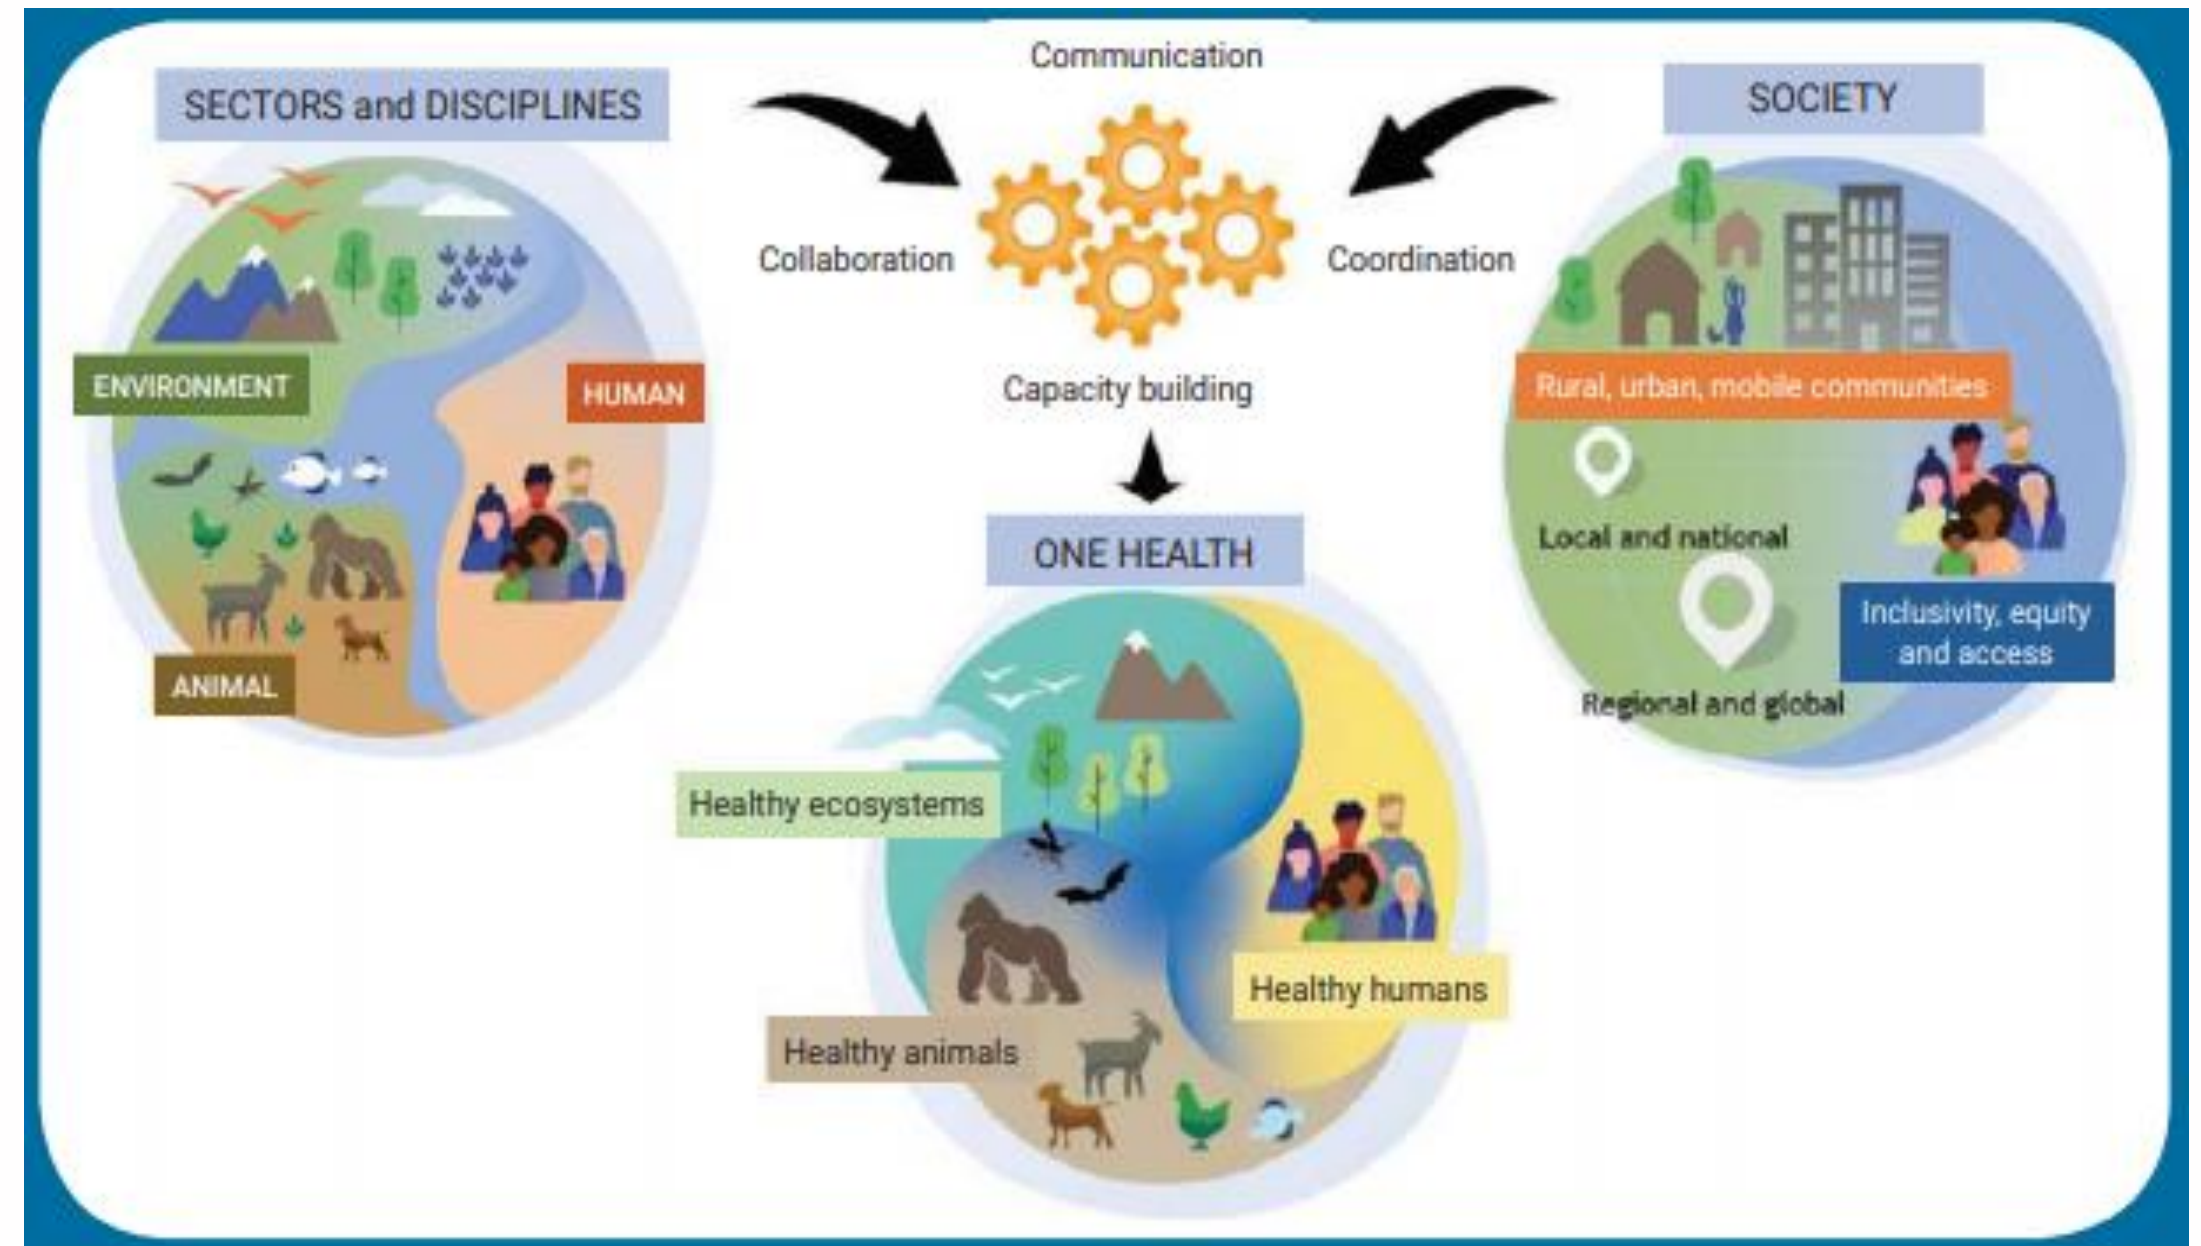 Communication
SECTORS and DISCIPLINES
SOCIETY
Collaboration
Coordination
ENVIRONMENT
HUMAN
Capacity building
Rural, urban, mobile communities
ONE HEALTH
Local and national
Inclusivity, equity
and access
ANIMAL
Regional and global
Healthy ecosystems
Healthy humans
Healthy animals